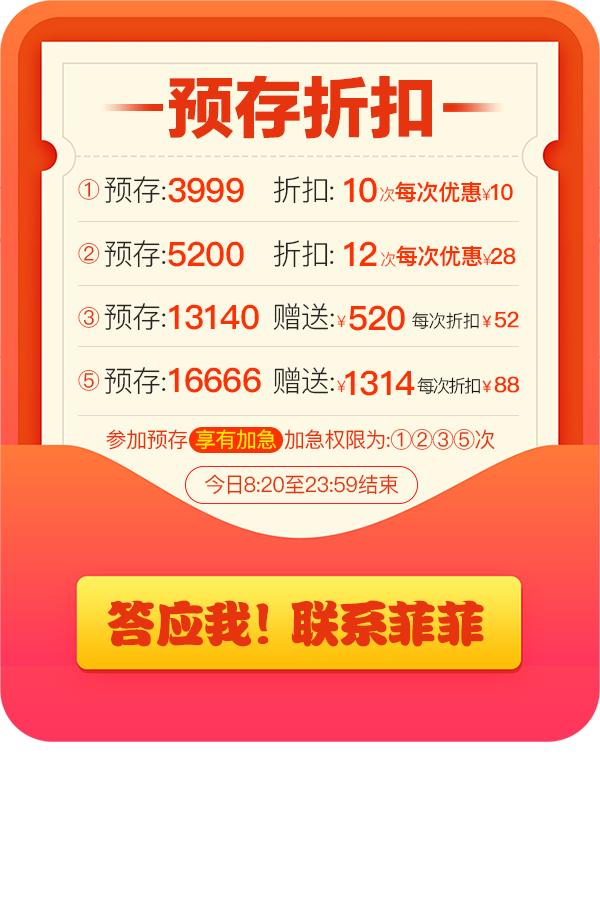 预存折扣
①预存:3999 折扣: 10次每次优惠¥10
②预存:5200 折扣: 12次每次优惠¥28
③预存:13140 赠送:¥520 每次折扣¥52
⑤预存:16666 赠送:¥1314每次折扣¥88
参加预存享有加急加急权限为:①②③⑤次
今日8:20至23:59结束
答应我！联系菲菲